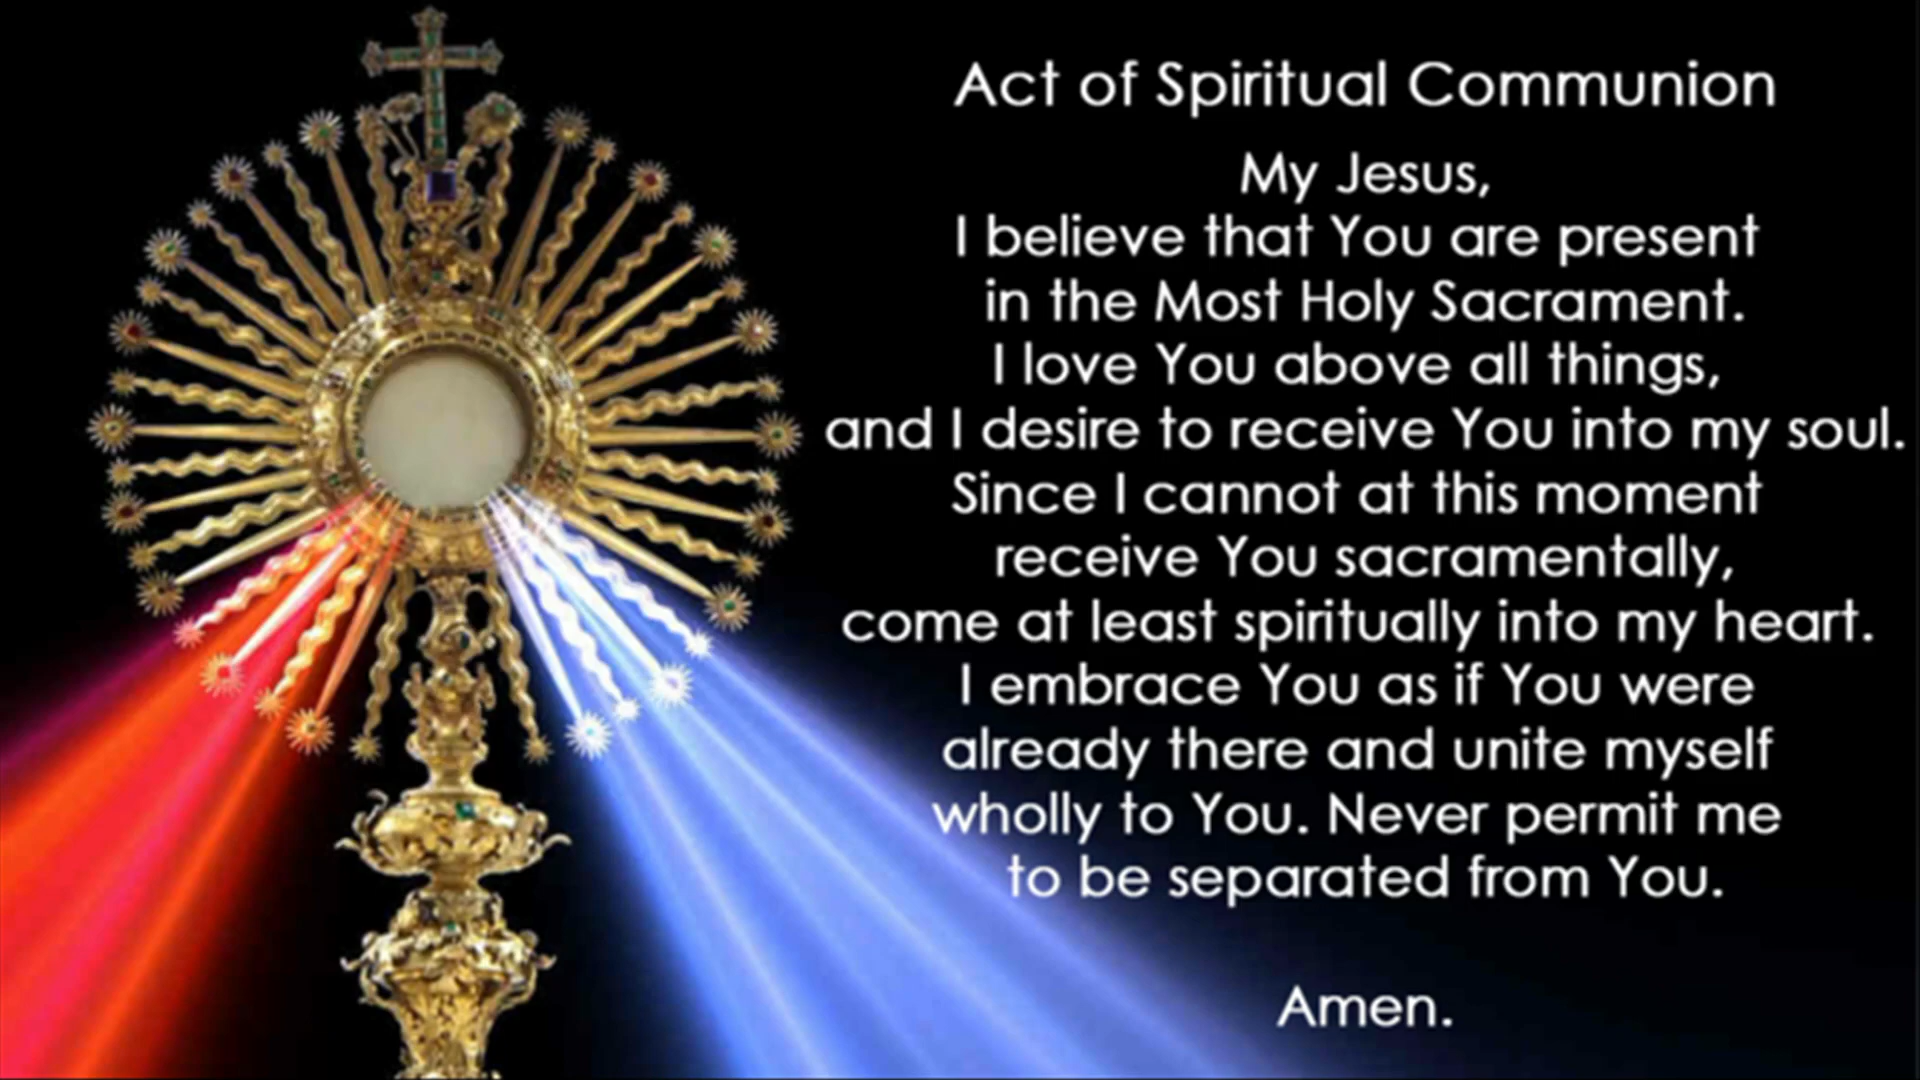 Act of Spiritual Communion
My Jesus,
I believe that You are present
in the Most Holy Sacrament.
I love You above all things,
and I desire to receive You into my soul.
Since I cannot at this moment
receive You sacramentally,
come at least spiritually into my heart.
I embrace You as if You were
already there and unite myself
wholly to You. Never permit me
to be separated from You.
Amen.